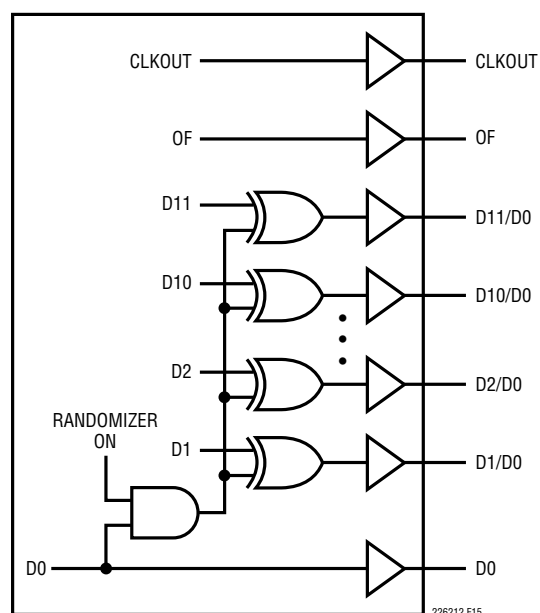 CLKOUT CLKOUT
OF OF
D11 D11/D0
D10 D10/D0
D2 D2/D0
RANDOMIZER
ON
D1 D1/D0
D0 D0
226212 F15